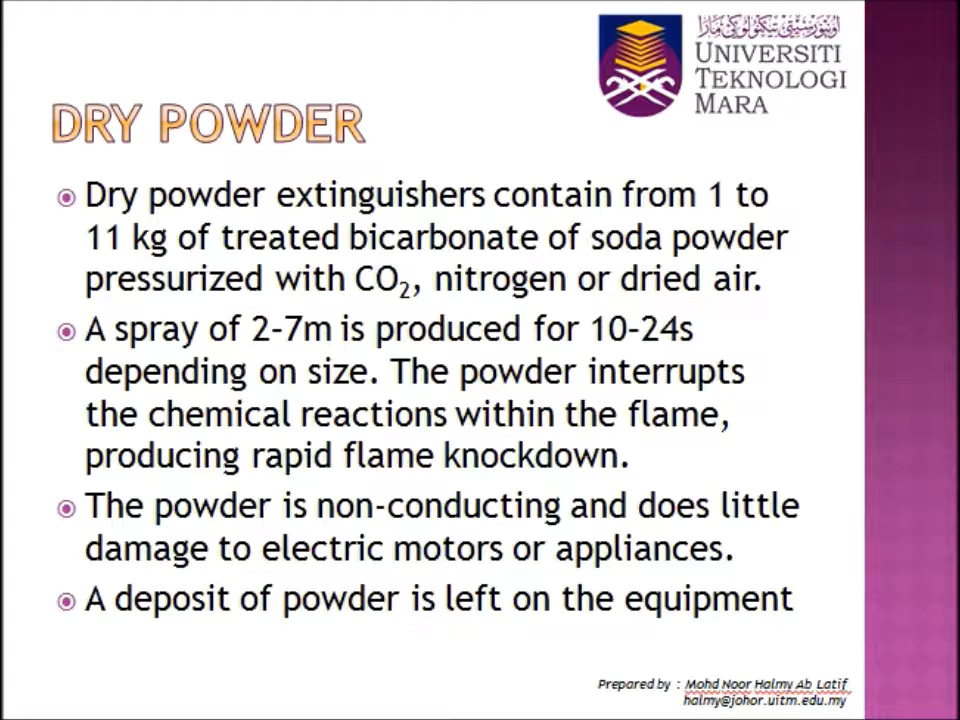 اونيۏرسيتي تيکنولوݢي مارا
UNIVERSITI
TEKNOLOGI
MARA
DRY POWDER
Dry powder extinguishers contain from 1 to
11 kg of treated bicarbonate of soda powder
pressurized with CO₂, nitrogen or dried air.
A spray of 2–7m is produced for 10–24s
depending on size. The powder interrupts
the chemical reactions within the flame,
producing rapid flame knockdown.
The powder is non-conducting and does little
damage to electric motors or appliances.
A deposit of powder is left on the equipment
Prepared by : Mohd Noor Halmy Ab Latif
halmy@johor.uitm.edu.my